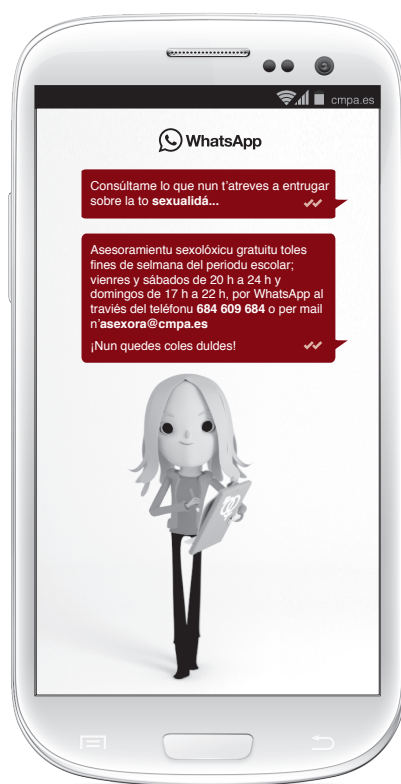 cmpa.es
WhatsApp
Consúltame lo que nun t'atreves a entrugar
sobre la to sexualidá...
Asesoramientu sexolóxicu gratuitu toles
fines de selmana del periodu escolar;
vienres y sábados de 20 h a 24 h y
domingos de 17 h a 22 h, por WhatsApp al
traviés del teléfonu 684 609 684 o per mail
n'asexora@cmpa.es
¡Nun quedes coles duldes!